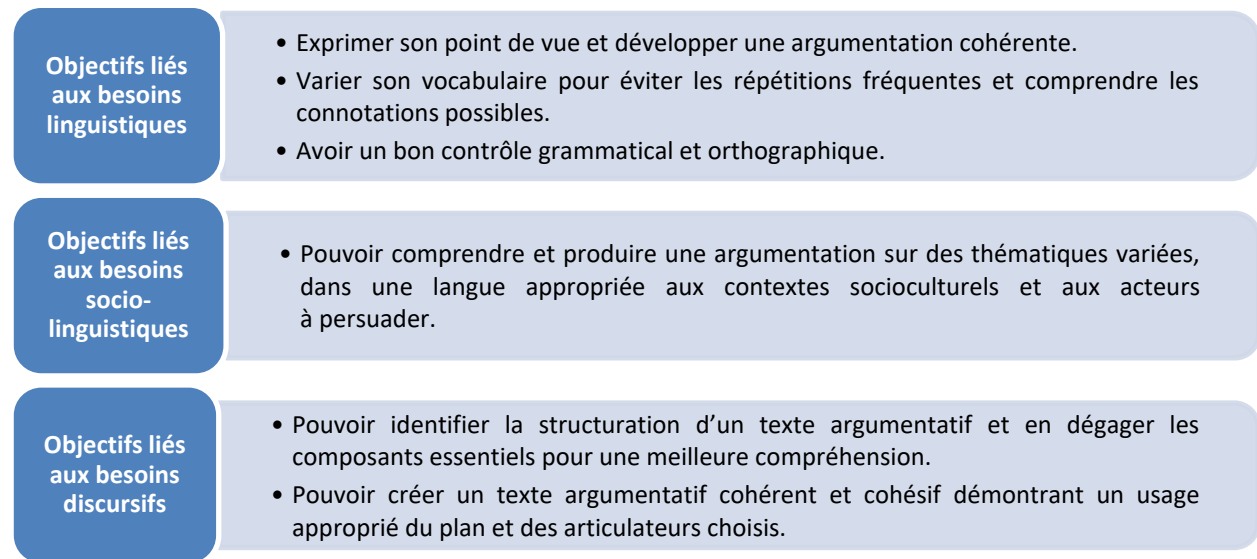 Objectifs liés
aux besoins
linguistiques
• Exprimer son point de vue et développer une argumentation cohérente.
• Varier son vocabulaire pour éviter les répétitions fréquentes et comprendre les
connotations possibles.
• Avoir un bon contrôle grammatical et orthographique.
Objectifs liés
aux besoins
socio-
linguistiques
• Pouvoir comprendre et produire une argumentation sur des thématiques variées,
dans une langue appropriée aux contextes socioculturels et aux acteurs
à persuader.
Objectifs liés
aux besoins
discursifs
• Pouvoir identifier la structuration d’un texte argumentatif et en dégager les
composants essentiels pour une meilleure compréhension.
• Pouvoir créer un texte argumentatif cohérent et cohésif démontrant un usage
approprié du plan et des articulateurs choisis.